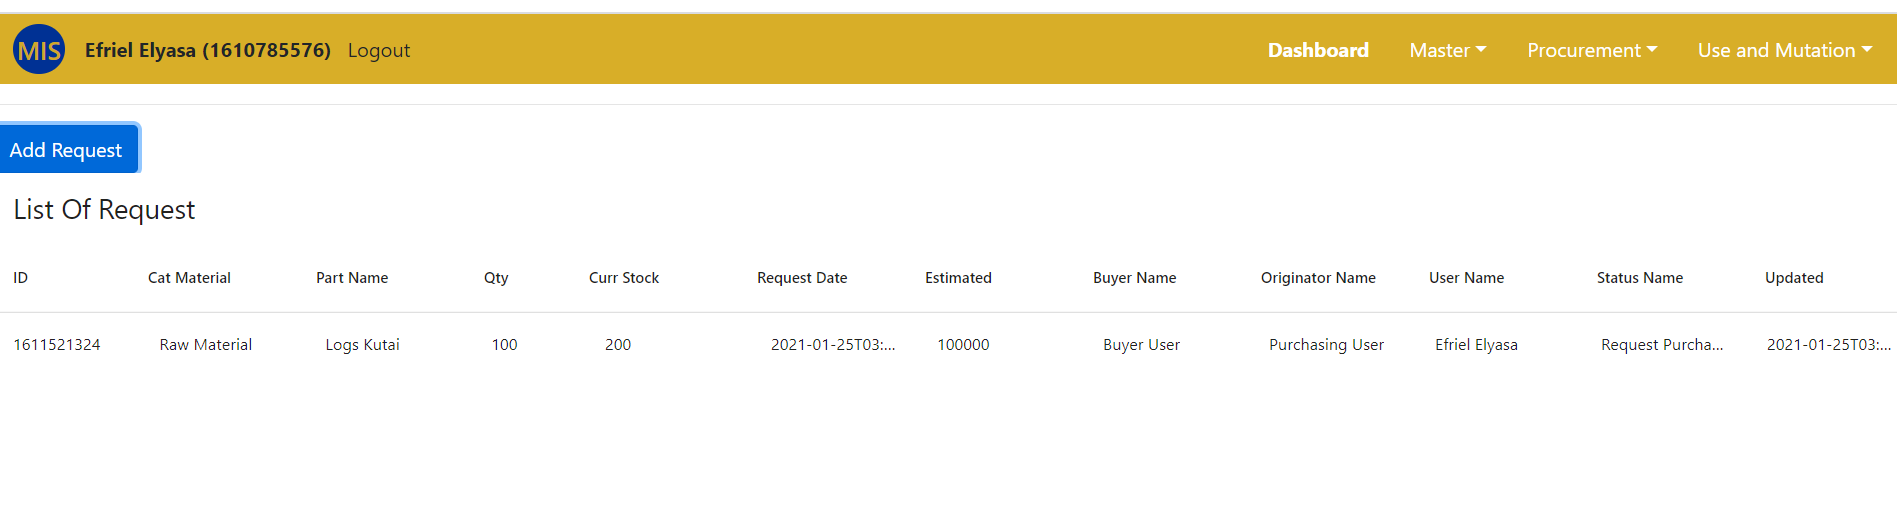 MIS Efriel Elyasa (1610785576) Logout Dashboard Master Procurement Use and Mutation
Add Request
List Of Request
ID Cat Material Part Name Qty Curr Stock Request Date Estimated Buyer Name Originator Name User Name Status Name Updated
1611521324 Raw Material Logs Kutai 100 200 2021-01-25T03:... 100000 Buyer User Purchasing User Efriel Elyasa Request Purcha... 2021-01-25T03:...